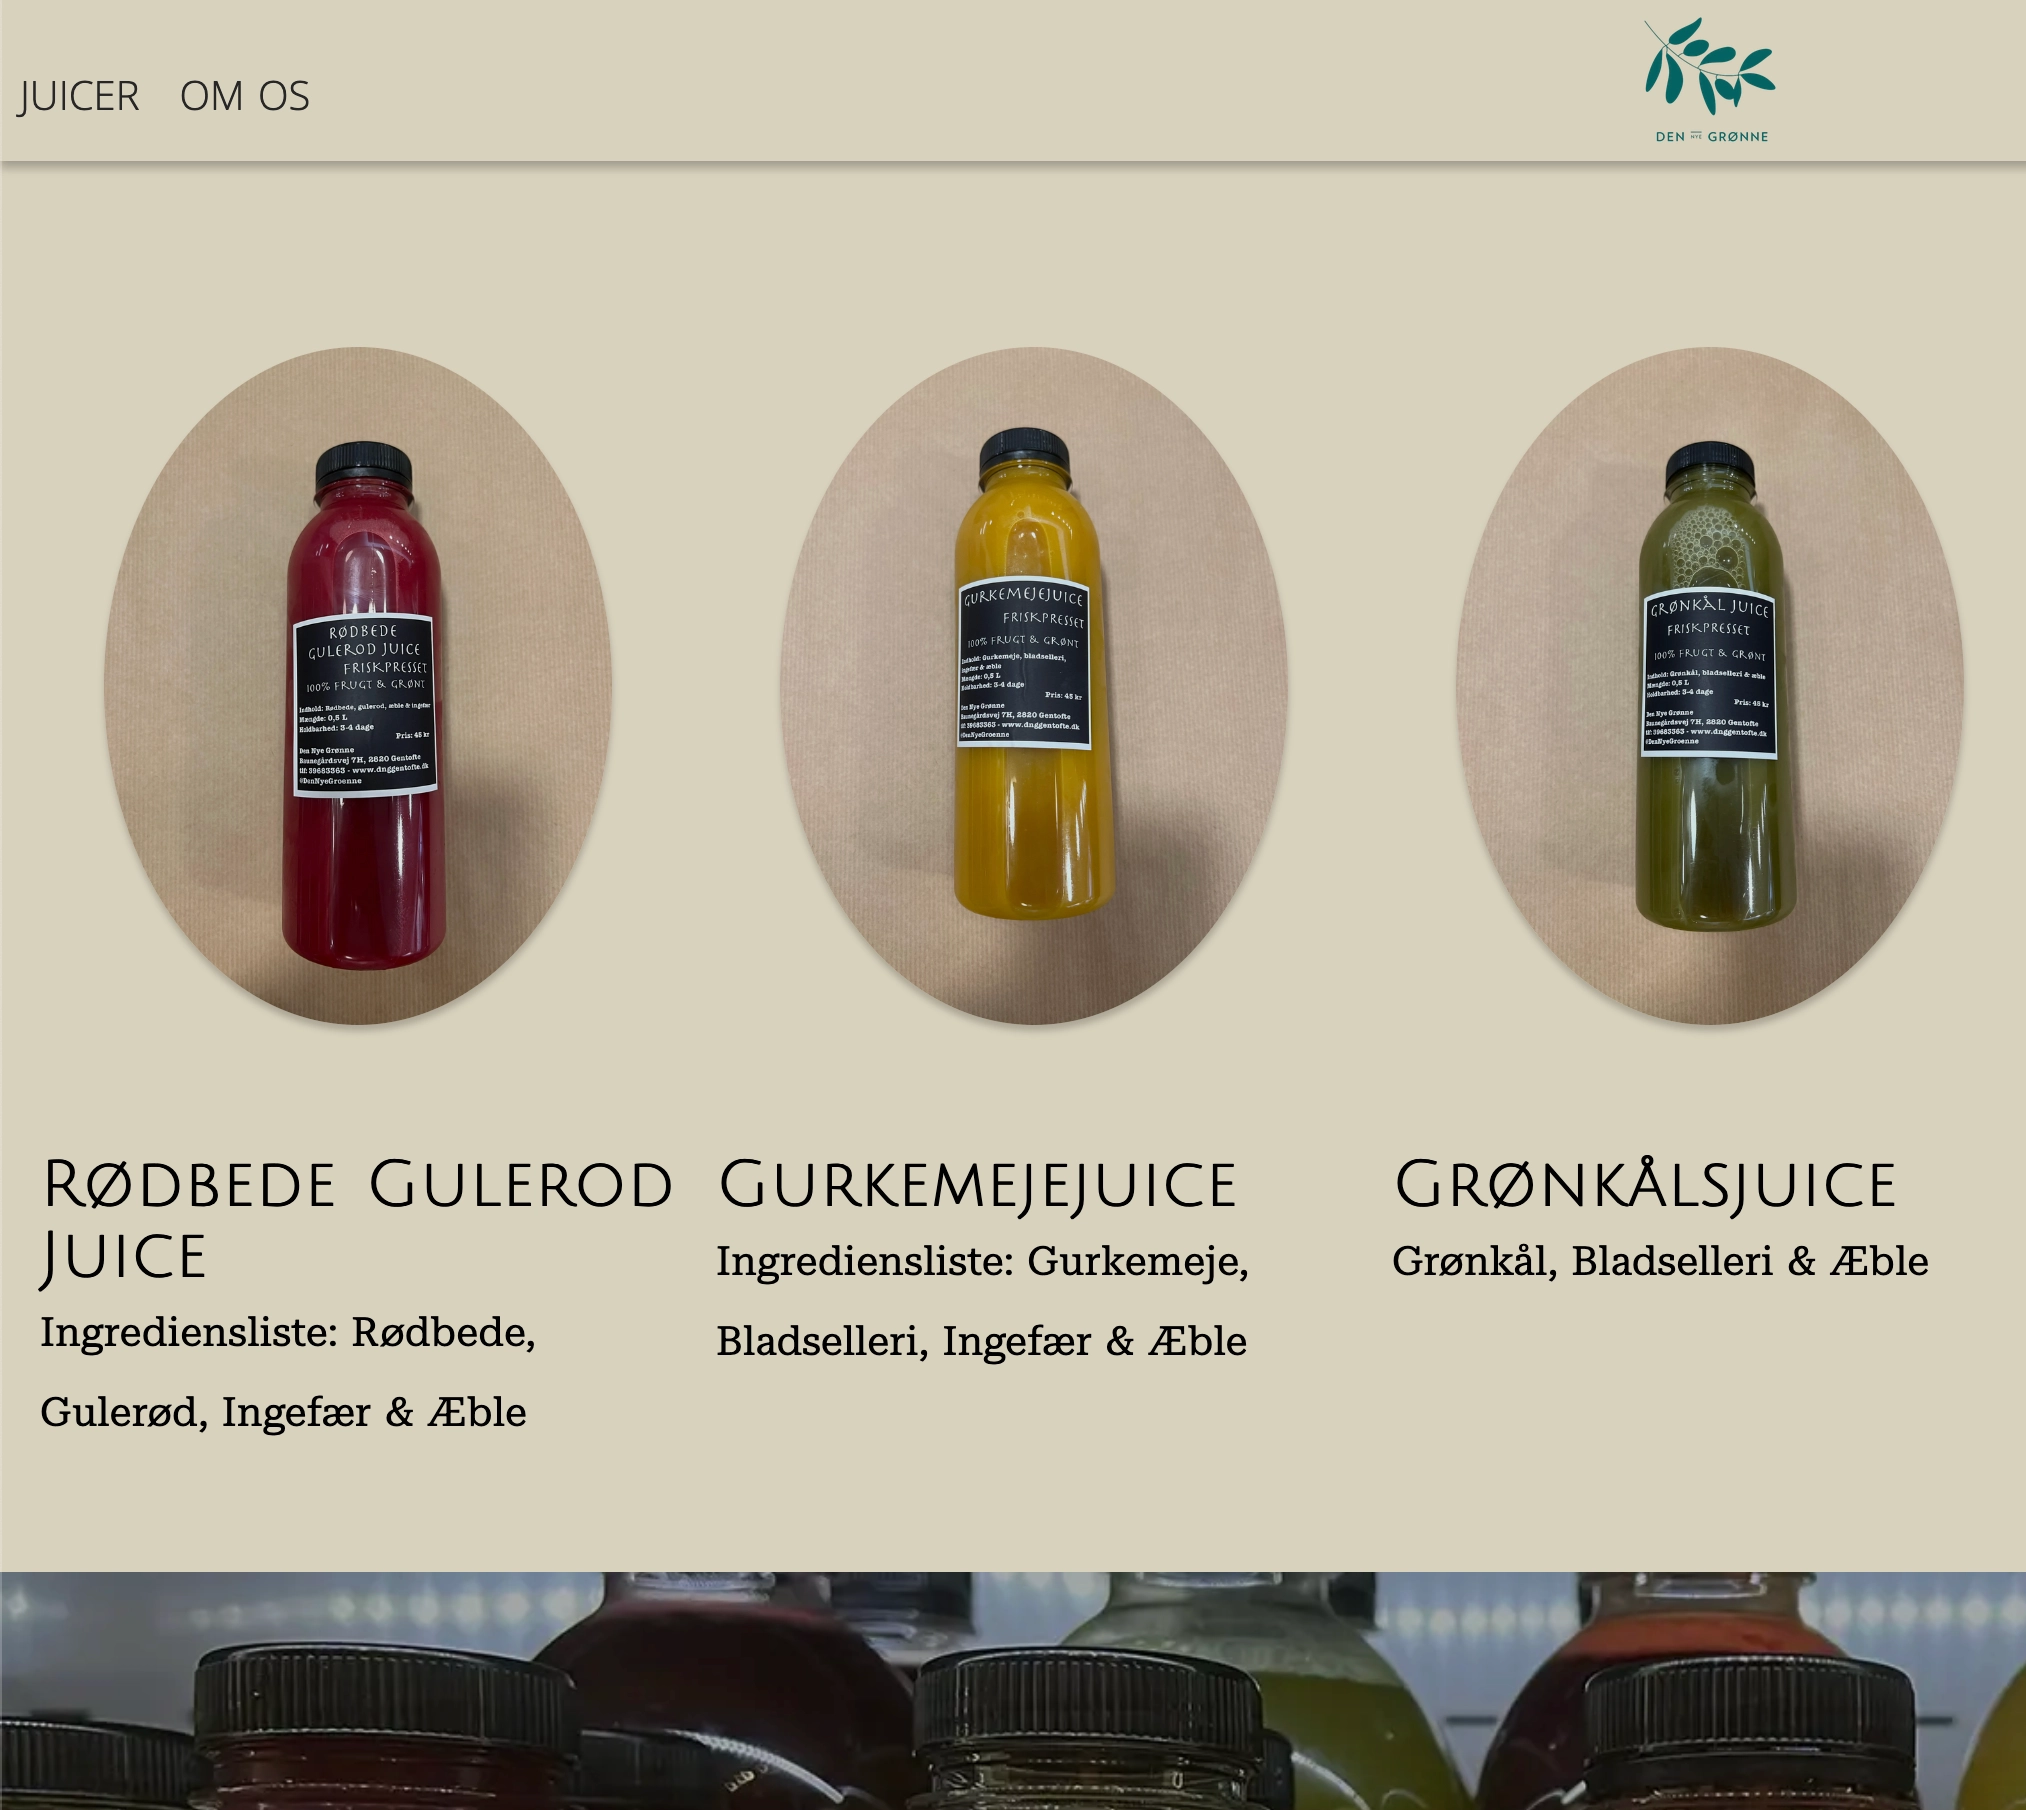 JUICER OM OS
DEN NYE GRØNNE
RØDBEDE
GULEROD JUICE
FRISKPRESSET
100% FRUGT & GRØNT
Indhold: Rødbede, gulerod, æble & ingefær
Mængde: 0,5 L
Holdbarhed: 3-4 dage
Pris: 45 kr
Den Nye Grønne
Baunegårdsvej 7H, 2820 Gentofte
tlf: 39683363 - www.dnggentofte.dk
@DenNyeGroenne
GURKEMEJEJUICE
FRISKPRESSET
100% FRUGT & GRØNT
Indhold: Gurkemeje, bladselleri,
ingefær & æble
Mængde: 0,5 L
Holdbarhed: 3-4 dage
Pris: 45 kr
Den Nye Grønne
Baunegårdsvej 7H, 2820 Gentofte
tlf: 39683363 - www.dnggentofte.dk
@DenNyeGroenne
GRØNKÅL JUICE
FRISKPRESSET
100% FRUGT & GRØNT
Indhold: Grønkål, bladselleri & æble
Mængde: 0,5 L
Holdbarhed: 3-4 dage
Pris: 45 kr
Den Nye Grønne
Baunegårdsvej 7H, 2820 Gentofte
tlf: 39683363 - www.dnggentofte.dk
@DenNyeGroenne
Rødbede Gulerod
Juice
Ingrediensliste: Rødbede,
Gulerød, Ingefær & Æble
Gurkemejejuice
Ingrediensliste: Gurkemeje,
Bladselleri, Ingefær & Æble
Grønkålsjuice
Grønkål, Bladselleri & Æble